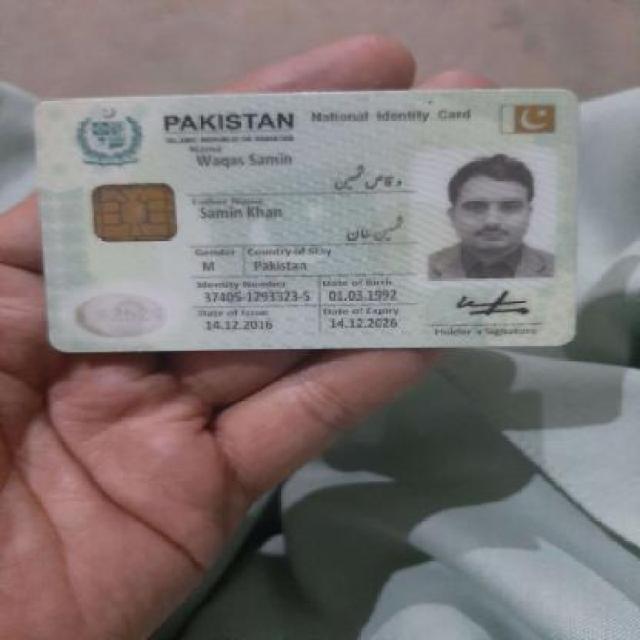 PAKISTAN National Identity Card
ISLAMIC REPUBLIC OF PAKISTAN
Name
Waqas Samin
وقاص ثمین
Father Name
Samin Khan
ثمین خان
Gender Country of Stay
M Pakistan
Identity Number Date of Birth
37405-1293323-5 01.03.1992
Date of Issue Date of Expiry
14.12.2016 14.12.2026
Holder's Signature